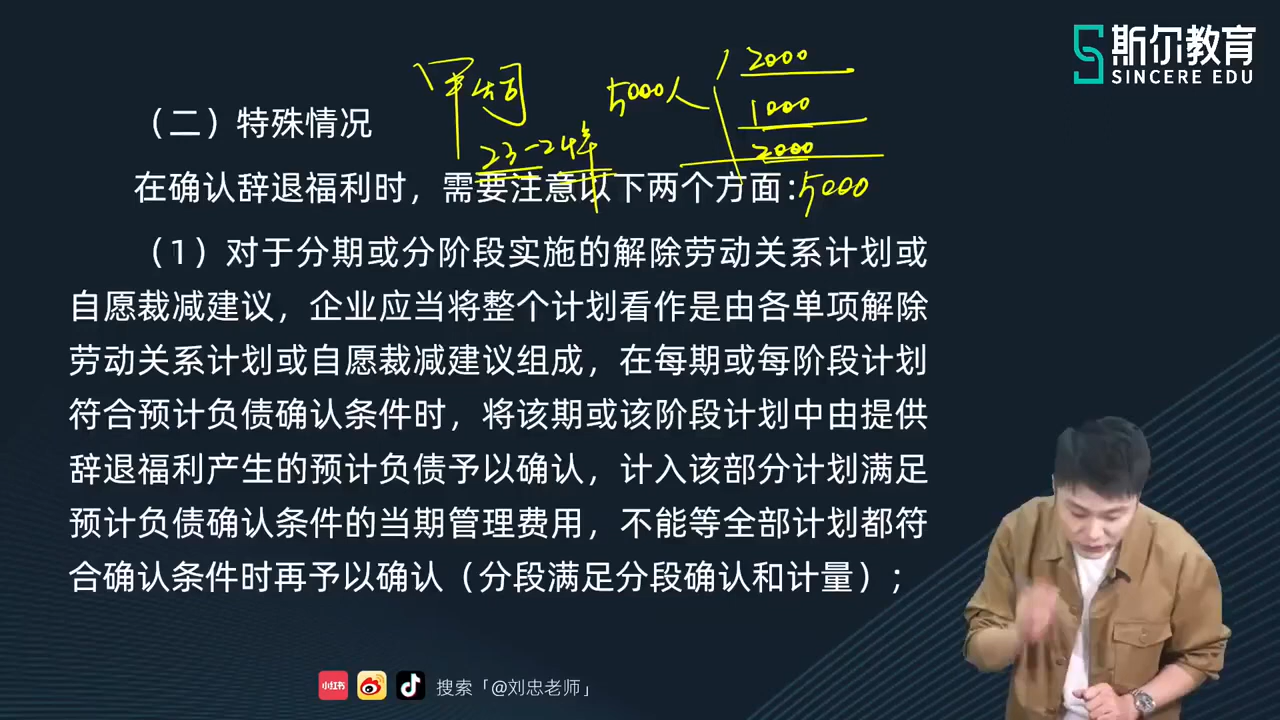 斯尔教育
SINCERE EDU
甲公司
5000人
2000
1000
2000
5000
23-24年
（二）特殊情况
在确认辞退福利时，需要注意以下两个方面：
（1）对于分期或分阶段实施的解除劳动关系计划或
自愿裁减建议，企业应当将整个计划看作是由各单项解除
劳动关系计划或自愿裁减建议组成，在每期或每阶段计划
符合预计负债确认条件时，将该期或该阶段计划中由提供
辞退福利产生的预计负债予以确认，计入该部分计划满足
预计负债确认条件的当期管理费用，不能等全部计划都符
合确认条件时再予以确认（分段满足分段确认和计量）；
小红书
搜索「@刘忠老师」